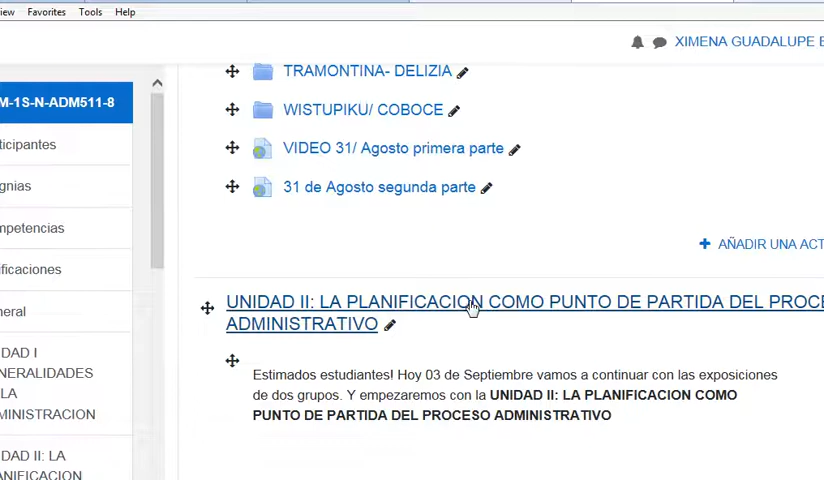 Favorites Tools Help
XIMENA GUADALUPE
TRAMONTINA- DELIZIA
M-1S-N-ADM511-8
WISTUPIKU/ COBOCE
ticipantes
VIDEO 31/ Agosto primera parte
gnias
31 de Agosto segunda parte
mpetencias
AÑADIR UNA ACT
ficaciones
UNIDAD II: LA PLANIFICACION COMO PUNTO DE PARTIDA DEL PROCE
neral
ADMINISTRATIVO
DAD I
NERALIDADES
Estimados estudiantes! Hoy 03 de Septiembre vamos a continuar con las exposiciones
LA
de dos grupos. Y empezaremos con la UNIDAD II: LA PLANIFICACION COMO
MINISTRACION
PUNTO DE PARTIDA DEL PROCESO ADMINISTRATIVO
DAD II: LA
ANIFICACION